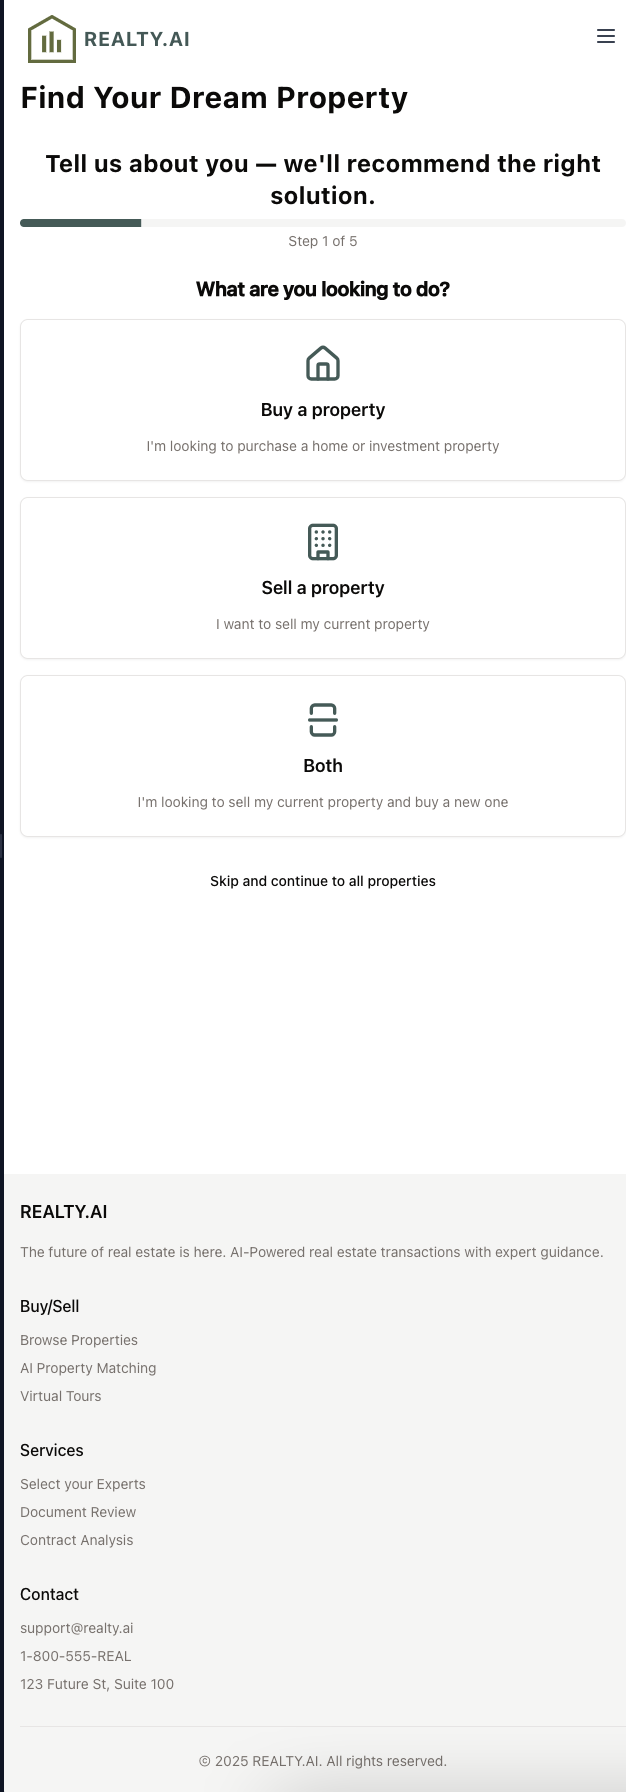 REALTY.AI
Find Your Dream Property
Tell us about you — we'll recommend the right
solution.
Step 1 of 5
What are you looking to do?
Buy a property
I'm looking to purchase a home or investment property
Sell a property
I want to sell my current property
Both
I'm looking to sell my current property and buy a new one
Skip and continue to all properties
REALTY.AI
The future of real estate is here. AI-Powered real estate transactions with expert guidance.
Buy/Sell
Browse Properties
AI Property Matching
Virtual Tours
Services
Select your Experts
Document Review
Contract Analysis
Contact
support@realty.ai
1-800-555-REAL
123 Future St, Suite 100
© 2025 REALTY.AI. All rights reserved.